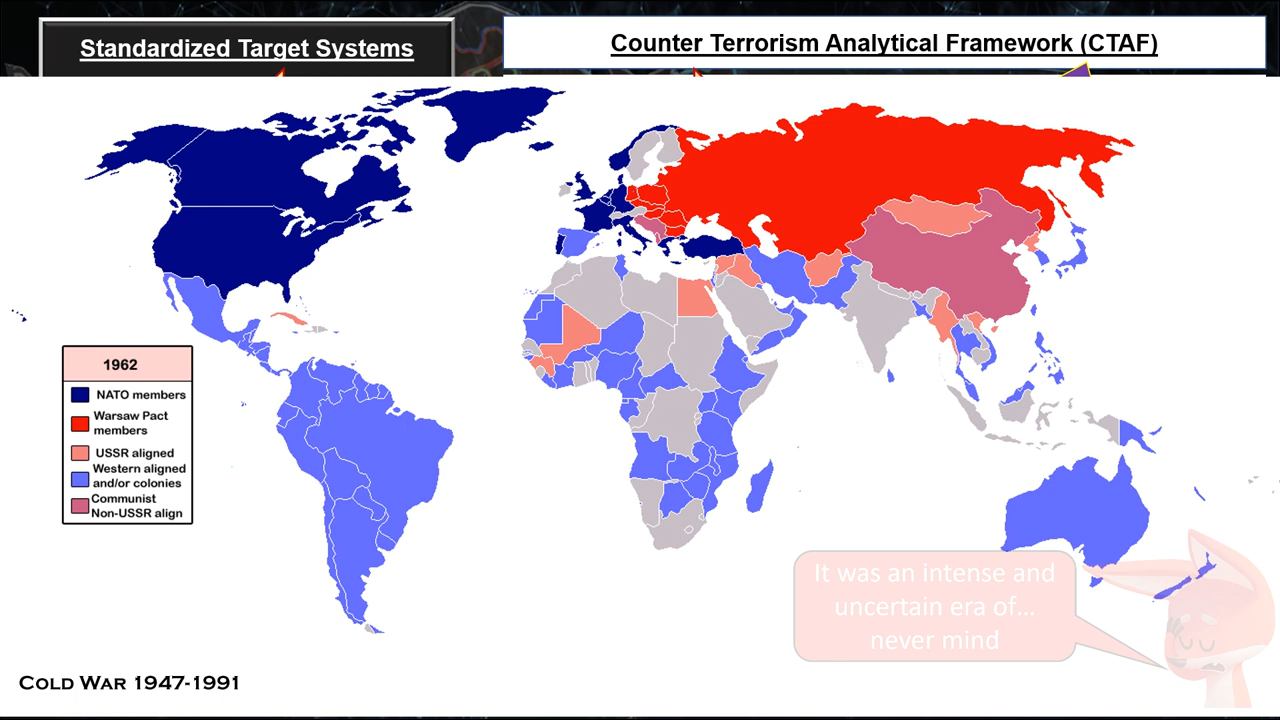 Standardized Target Systems
Counter Terrorism Analytical Framework (CTAF)
1962
NATO members
Warsaw Pact
members
USSR aligned
Western aligned
and/or colonies
Communist
Non-USSR align
It was an intense and
uncertain era of...
never mind
COLD WAR 1947-1991